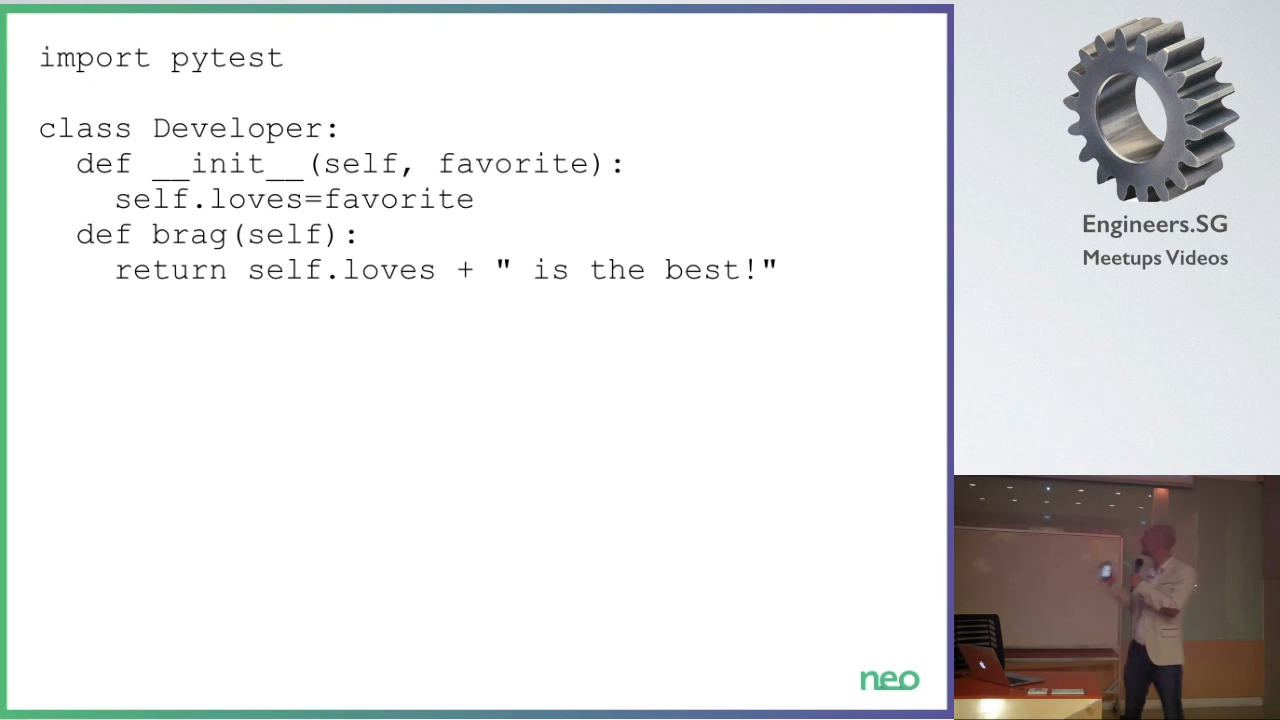 import pytest
class Developer:
  def __init__(self, favorite):
    self.loves=favorite
  def brag(self):
    return self.loves + " is the best!"
neo
Engineers.SG
Meetups Videos